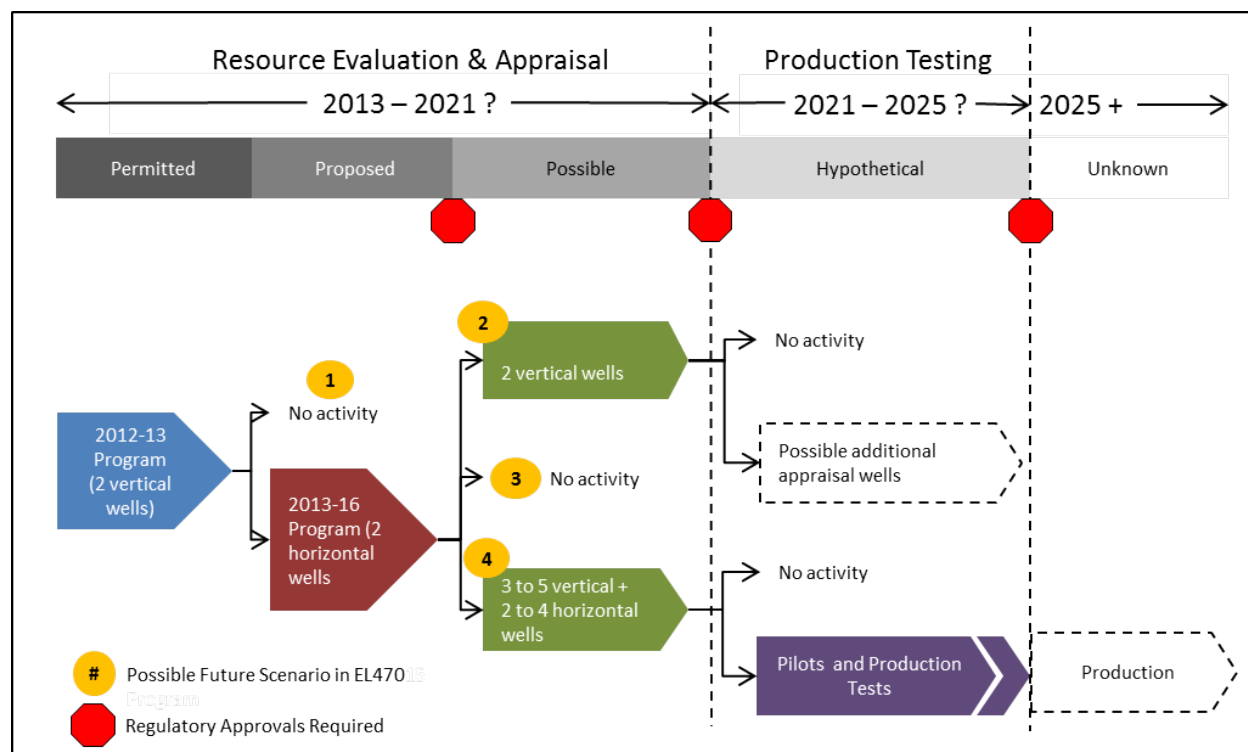 Resource Evaluation & Appraisal
Production Testing
2013 – 2021 ?
2021 – 2025 ?
2025 +
Permitted
Proposed
Possible
Hypothetical
Unknown
1
No activity
2012-13
Program
(2 vertical
wells)
2013-16
Program (2
horizontal
wells
2
2 vertical wells
3
No activity
4
3 to 5 vertical +
2 to 4 horizontal
wells
No activity
Possible additional
appraisal wells
No activity
Pilots and Production
Tests
Production
#
Possible Future Scenario in EL47015
Program
Regulatory Approvals Required